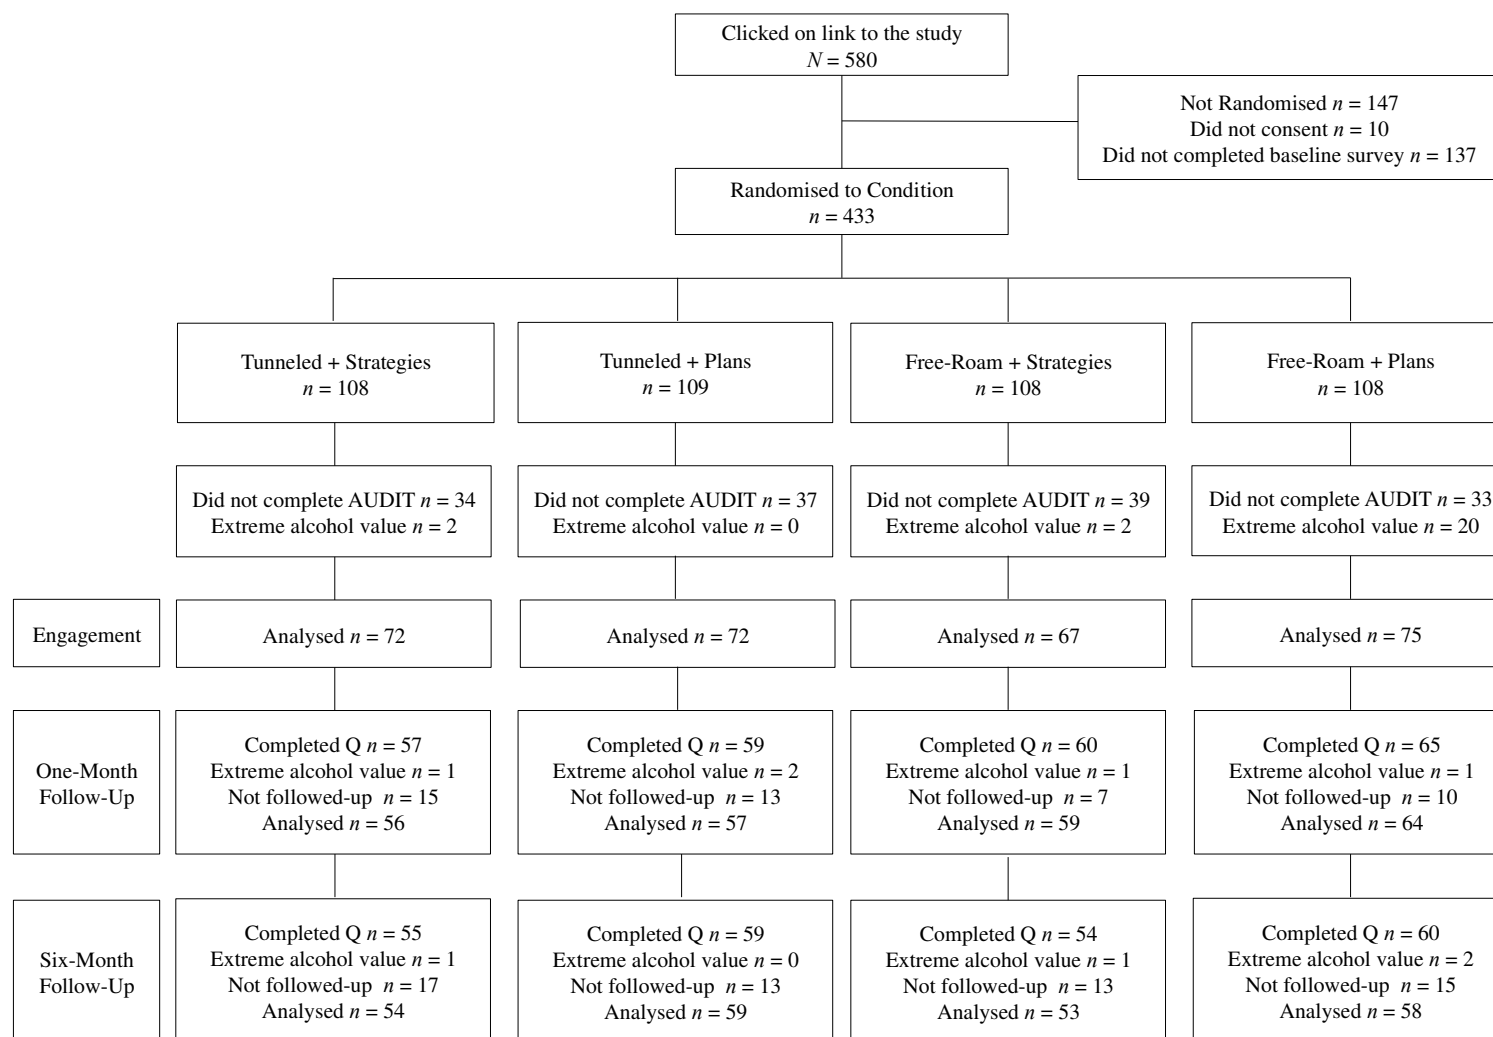 Clicked on link to the study
N = 580
Not Randomised n = 147
Did not consent n = 10
Did not completed baseline survey n = 137
Randomised to Condition
n = 433
Tunneled + Strategies
n = 108
Tunneled + Plans
n = 109
Free-Roam + Strategies
n = 108
Free-Roam + Plans
n = 108
Did not complete AUDIT n = 34
Extreme alcohol value n = 2
Did not complete AUDIT n = 37
Extreme alcohol value n = 0
Did not complete AUDIT n = 39
Extreme alcohol value n = 2
Did not complete AUDIT n = 33
Extreme alcohol value n = 20
Engagement
Analysed n = 72
Analysed n = 72
Analysed n = 67
Analysed n = 75
One-Month
Follow-Up
Completed Q n = 57
Extreme alcohol value n = 1
Not followed-up n = 15
Analysed n = 56
Completed Q n = 59
Extreme alcohol value n = 2
Not followed-up n = 13
Analysed n = 57
Completed Q n = 60
Extreme alcohol value n = 1
Not followed-up n = 7
Analysed n = 59
Completed Q n = 65
Extreme alcohol value n = 1
Not followed-up n = 10
Analysed n = 64
Six-Month
Follow-Up
Completed Q n = 55
Extreme alcohol value n = 1
Not followed-up n = 17
Analysed n = 54
Completed Q n = 59
Extreme alcohol value n = 0
Not followed-up n = 13
Analysed n = 59
Completed Q n = 54
Extreme alcohol value n = 1
Not followed-up n = 13
Analysed n = 53
Completed Q n = 60
Extreme alcohol value n = 2
Not followed-up n = 15
Analysed n = 58